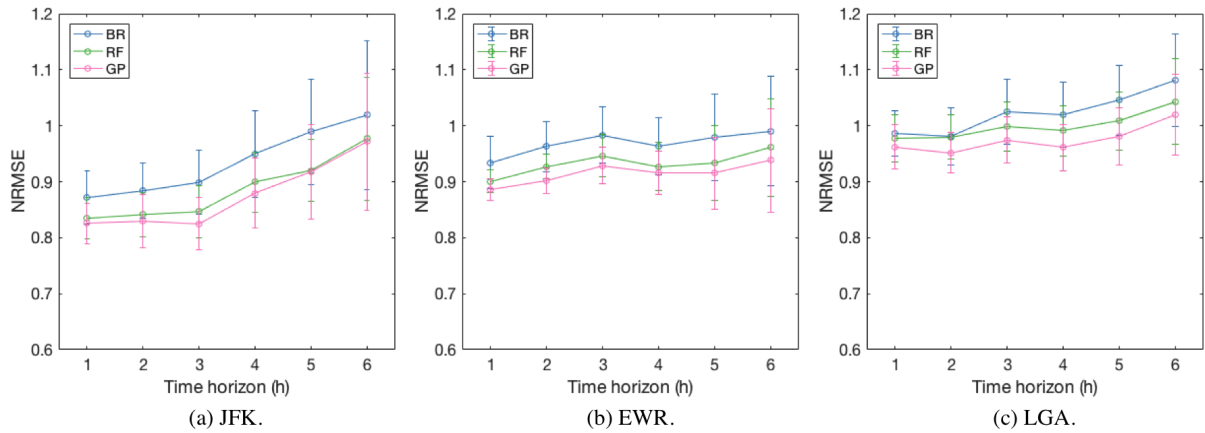 1.2
1.1
1
0.9
0.8
0.7
0.6
NRMSE
BR
RF
GP
1 2 3 4 5 6
Time horizon (h)
(a) JFK.
1.2
1.1
1
0.9
0.8
0.7
0.6
NRMSE
BR
RF
GP
1 2 3 4 5 6
Time horizon (h)
(b) EWR.
1.2
1.1
1
0.9
0.8
0.7
0.6
NRMSE
BR
RF
GP
1 2 3 4 5 6
Time horizon (h)
(c) LGA.